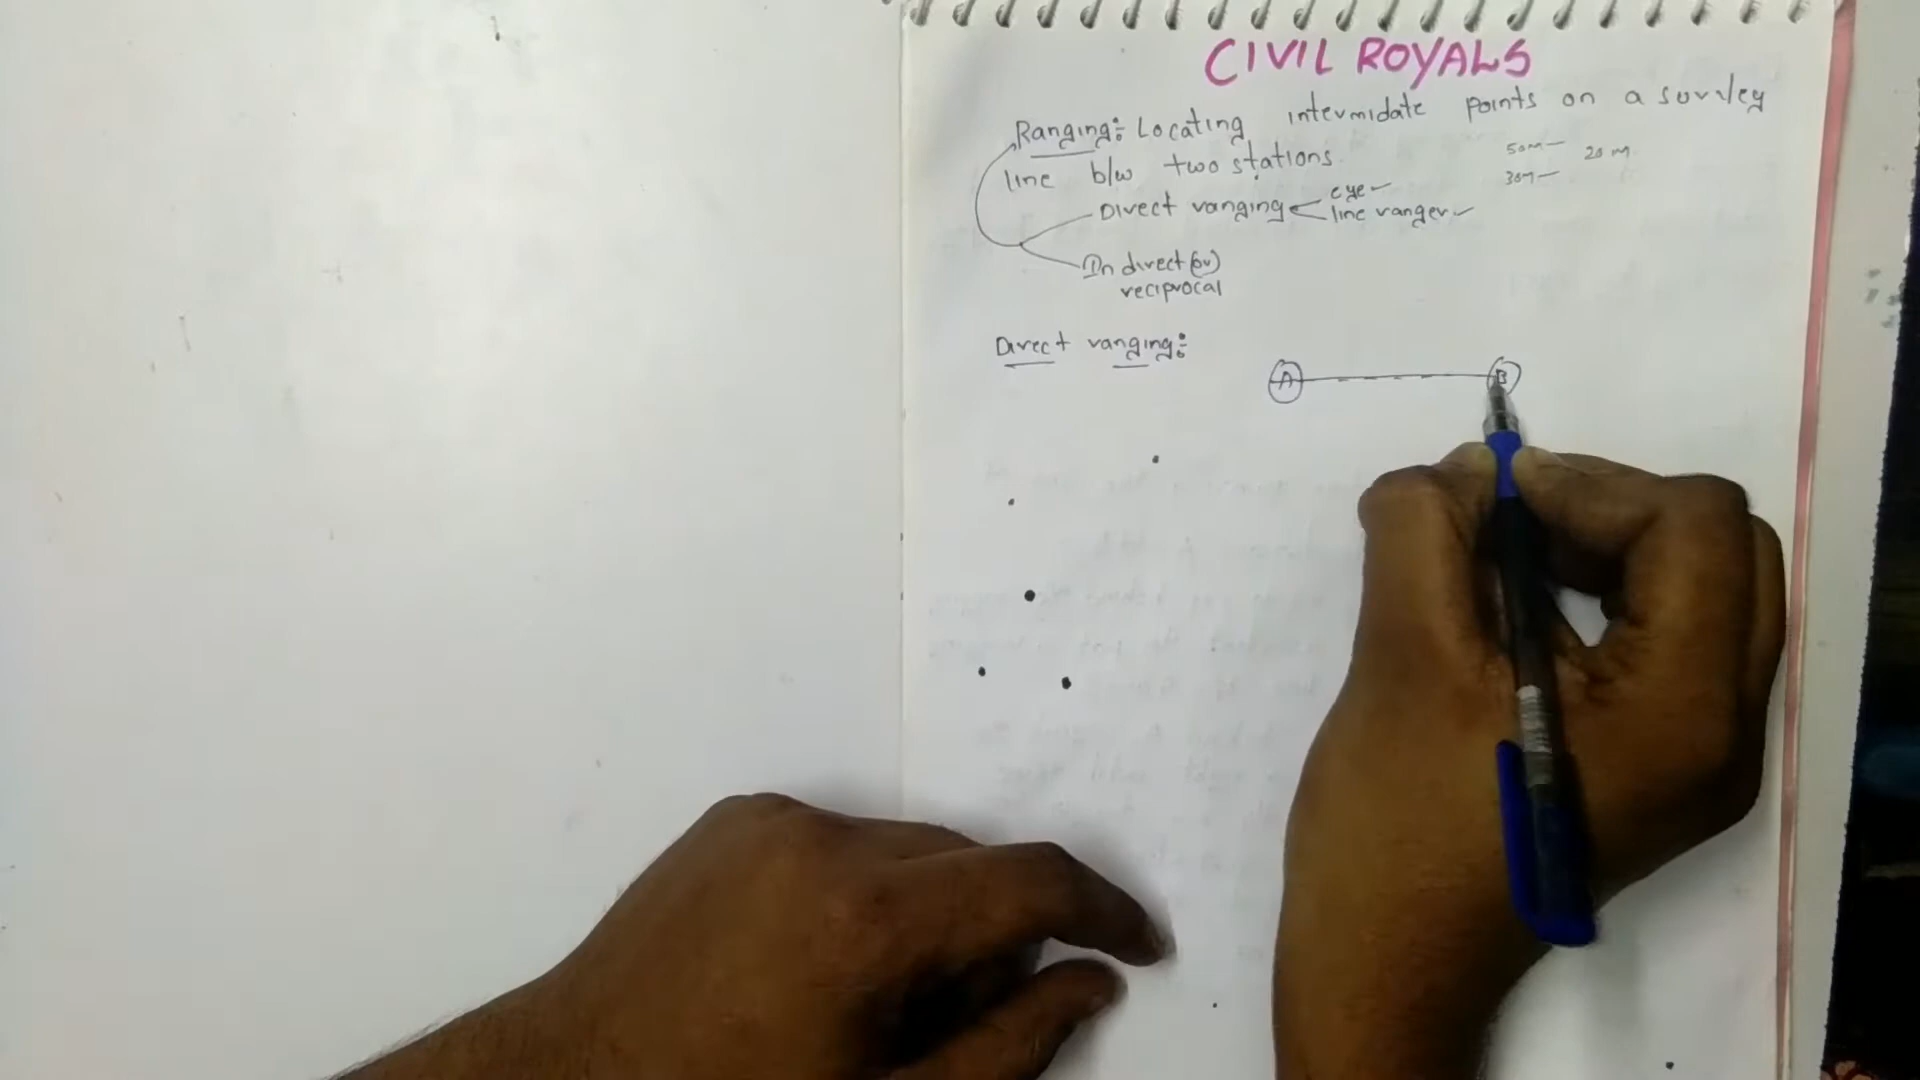 CIVIL ROYALS
Ranging:- Locating intermidate points on a survey
line b/w two stations.
50m— 20 m
30m—
Direct ranging eye
line ranger
In direct (or)
reciprocal
Direct ranging:-
A B